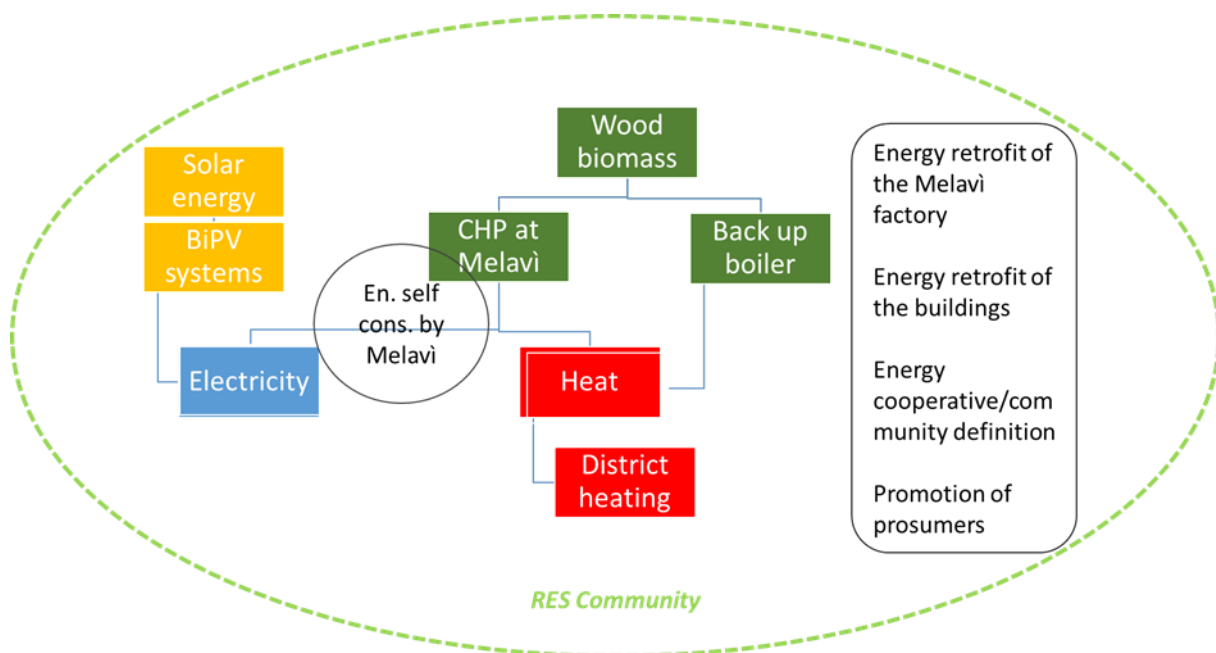 Solar
energy
BiPV
systems
Wood
biomass
CHP at
Melavì
Back up
boiler
En. self
cons. by
Melavì
Electricity
Heat
District
heating
Energy retrofit of
the Melavì
factory
Energy retrofit of
the buildings
Energy
cooperative/com
munity definition
Promotion of
prosumers
RES Community